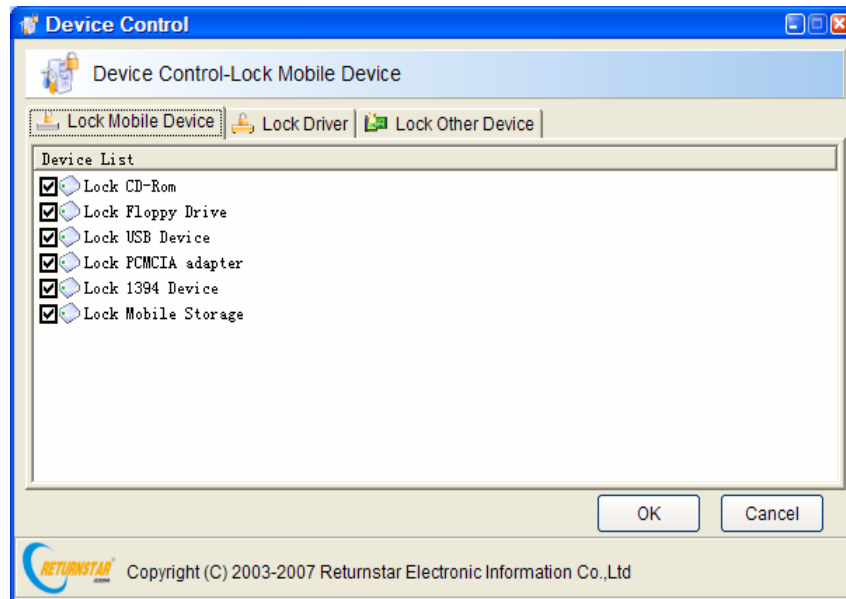 Device Control
Device Control-Lock Mobile Device
Lock Mobile Device Lock Driver Lock Other Device
Device List
Lock CD-Rom
Lock Floppy Drive
Lock USB Device
Lock PCMCIA adapter
Lock 1394 Device
Lock Mobile Storage
OK Cancel
RETURNSTAR .COM Copyright (C) 2003-2007 Returnstar Electronic Information Co.,Ltd